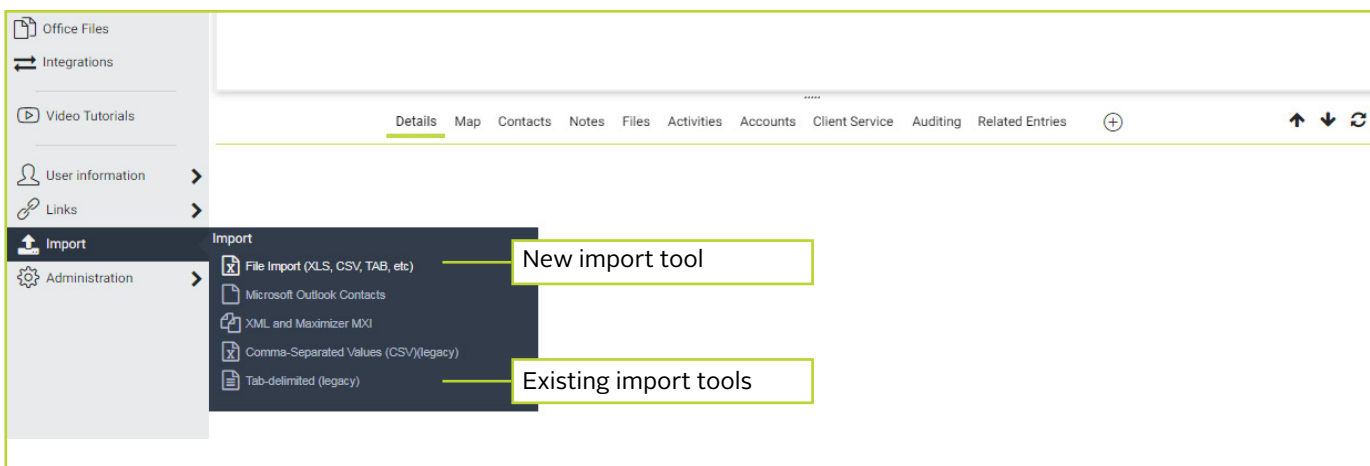 Office Files
Integrations
Video Tutorials
Details Map Contacts Notes Files Activities Accounts Client Service Auditing Related Entries
User information
Links
Import
Administration
Import
File Import (XLS, CSV, TAB, etc)
Microsoft Outlook Contacts
XML and Maximizer MXI
Comma-Separated Values (CSV)(legacy)
Tab-delimited (legacy)
New import tool
Existing import tools